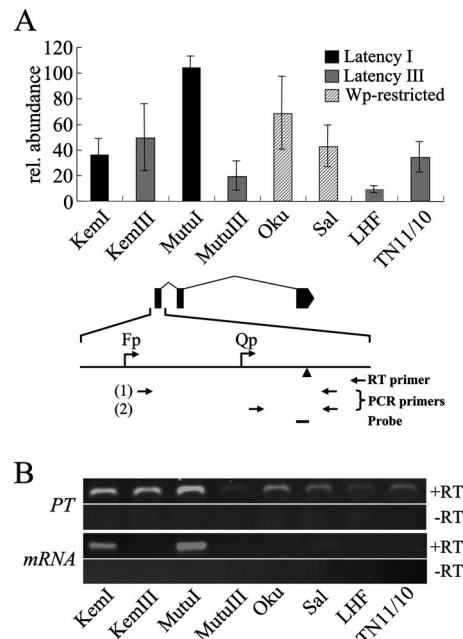 A
rel. abundance
120
100
80
60
40
20
0
Latency I
Latency III
Wp-restricted
KemI KemIII MutuI MutuIII Oku Sal LHF TN11/10
Fp Qp
RT primer
(1)
PCR primers
(2)
Probe
B
PT
+RT
-RT
mRNA
+RT
-RT
KemI KemIII MutuI MutuIII Oku Sal LHF TN11/10